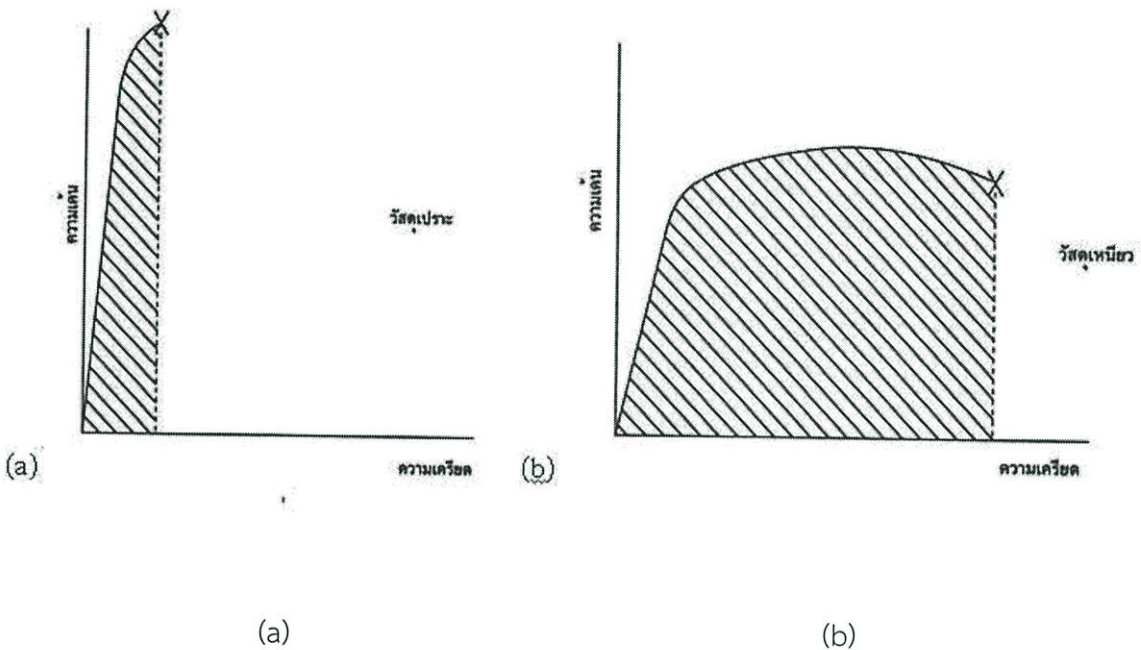 ความเค้น
วัสดุเปราะ
(a)
ความเครียด
ความเค้น
วัสดุเหนียว
(b)
ความเครียด
(a)
(b)